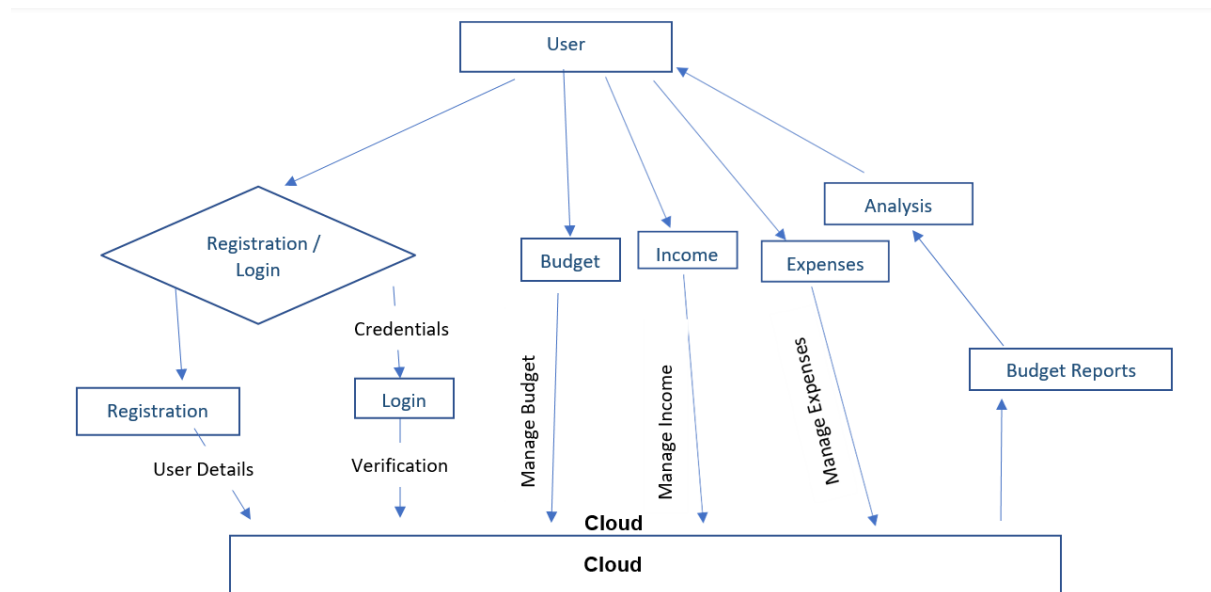 User
Registration /
Login
Budget
Income
Expenses
Analysis
Credentials
Budget Reports
Registration
Login
Manage Budget
Manage Income
Manage Expenses
User Details
Verification
Cloud
Cloud